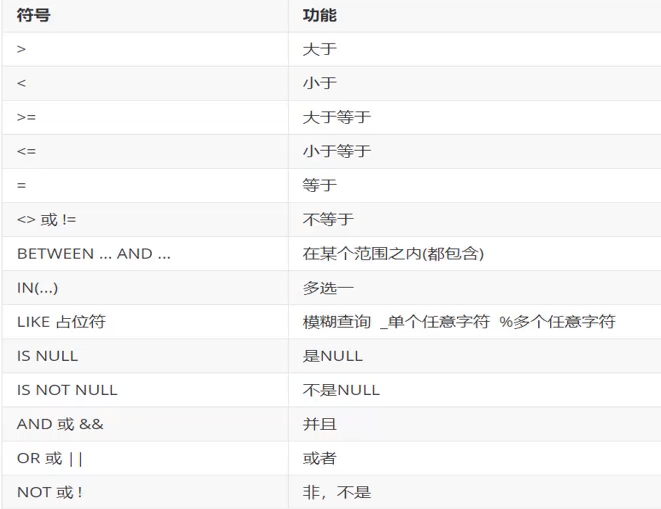 符号 功能
> 大于
< 小于
>= 大于等于
<= 小于等于
= 等于
<> 或 != 不等于
BETWEEN ... AND ... 在某个范围之内(都包含)
IN(...) 多选一
LIKE 占位符 模糊查询 _单个任意字符 %多个任意字符
IS NULL 是NULL
IS NOT NULL 不是NULL
AND 或 && 并且
OR 或 || 或者
NOT 或 ! 非，不是